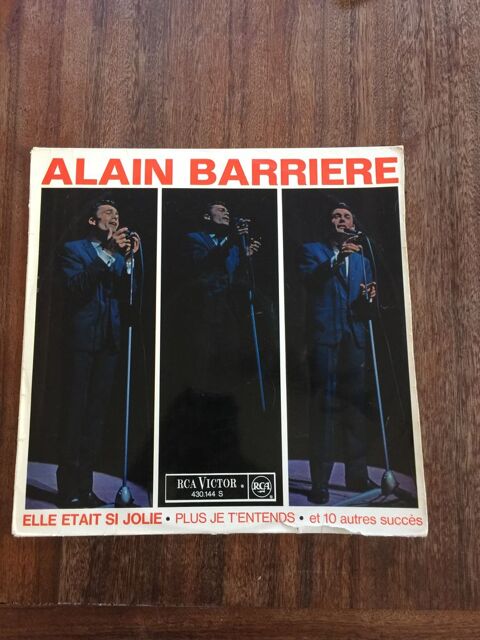 ALAIN BARRIERE
RCA VICTOR
430.144 S
RCA
ELLE ETAIT SI JOLIE • PLUS JE T'ENTENDS • et 10 autres succès